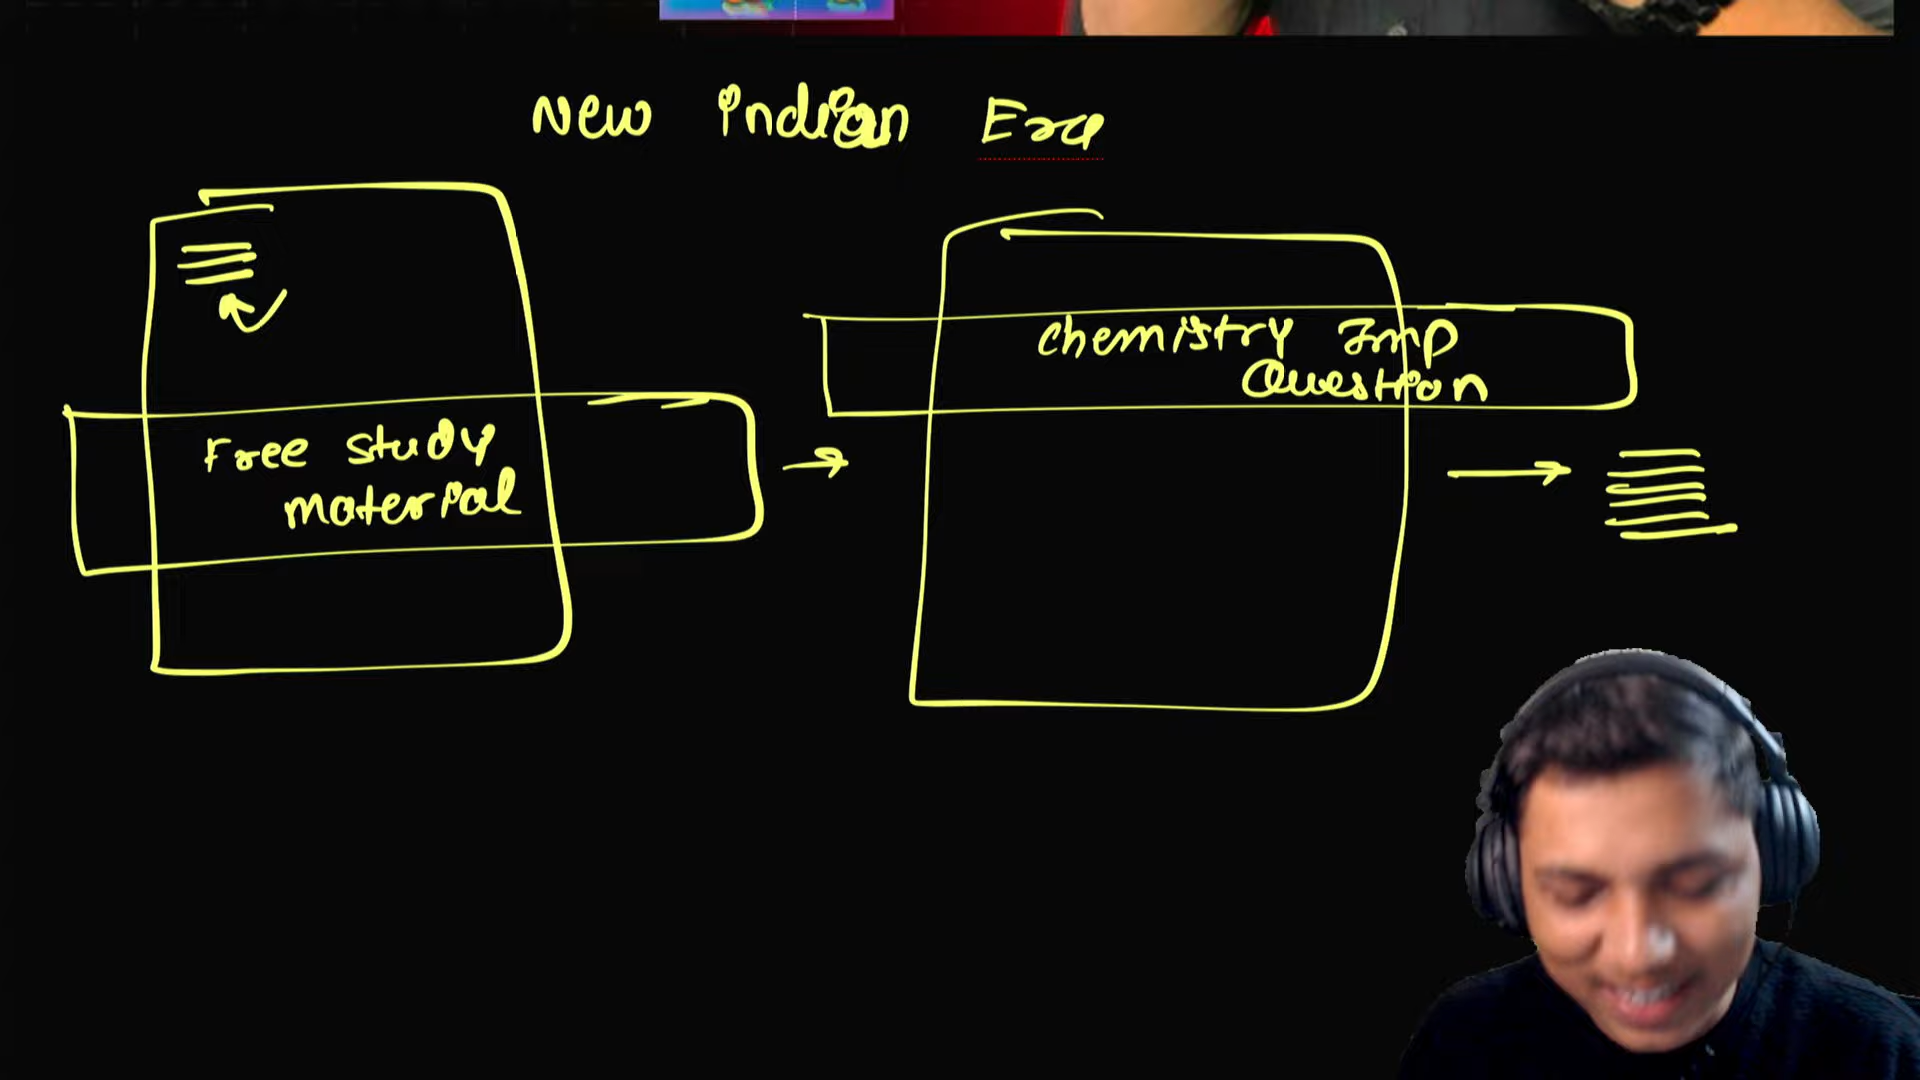 New Indian Era
Free study
material
Chemistry Imp
Question